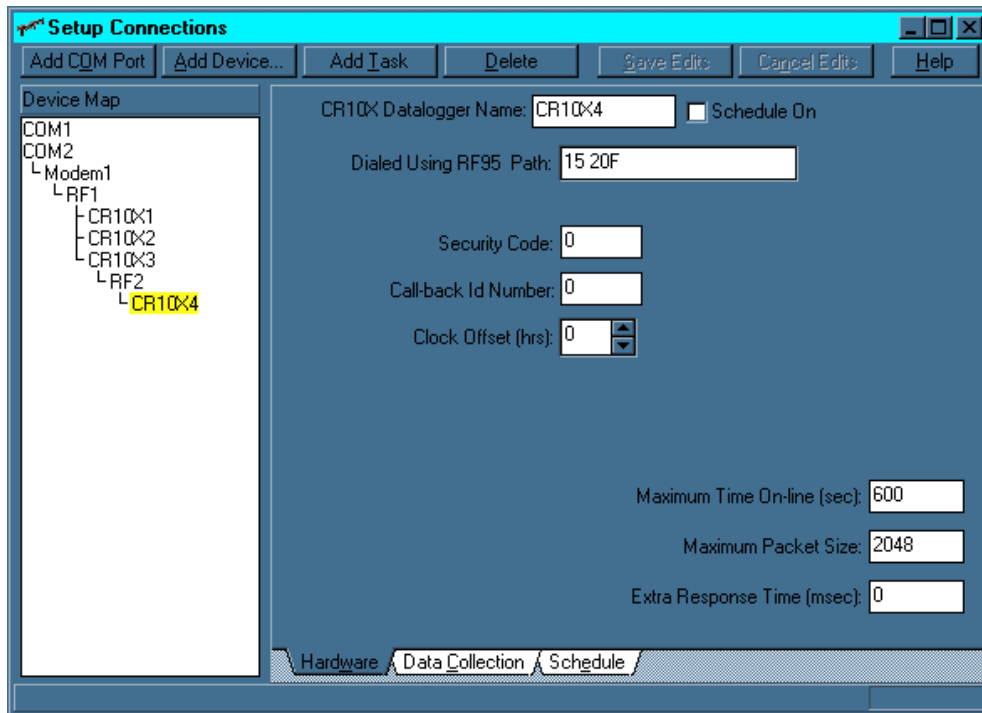 Setup Connections
Add COM Port Add Device... Add Task Delete Save Edits Cancel Edits Help
Device Map
COM1
COM2
Modem1
RF1
CR10X1
CR10X2
CR10X3
RF2
CR10X4
CR10X Datalogger Name: CR10X4 Schedule On
Dialed Using RF95 Path: 15 20F
Security Code: 0
Call-back Id Number: 0
Clock Offset (hrs): 0
Maximum Time On-line (sec): 600
Maximum Packet Size: 2048
Extra Response Time (msec): 0
Hardware Data Collection Schedule